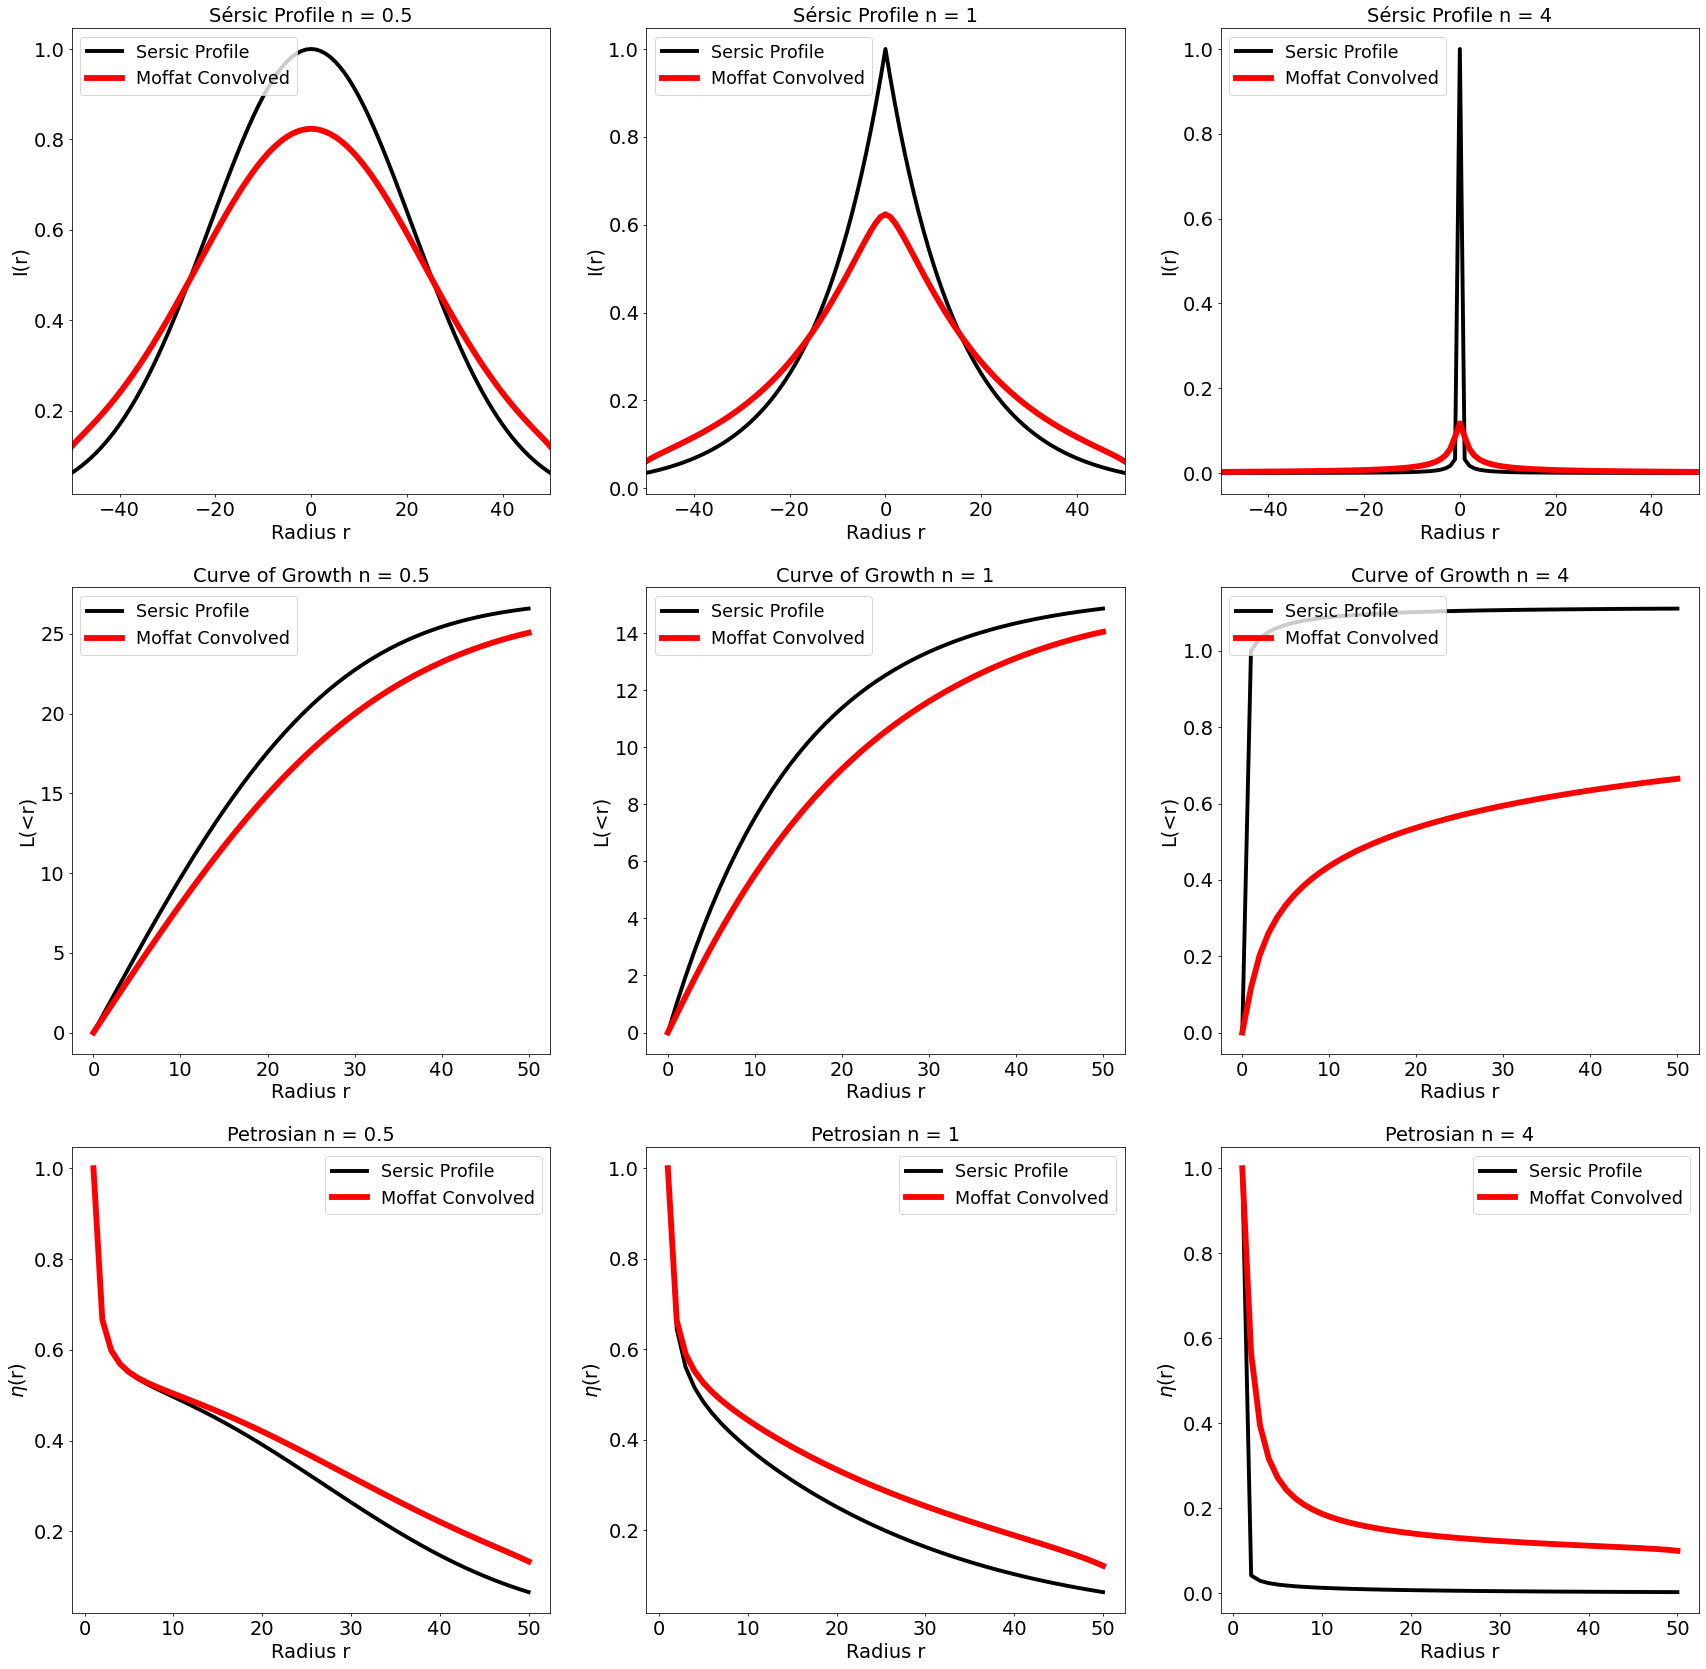 Sérsic Profile n = 0.5
Sersic Profile
Moffat Convolved
I(r)
1.0
0.8
0.6
0.4
0.2
−40 −20 0 20 40
Radius r
Sérsic Profile n = 1
Sersic Profile
Moffat Convolved
I(r)
1.0
0.8
0.6
0.4
0.2
0.0
−40 −20 0 20 40
Radius r
Sérsic Profile n = 4
Sersic Profile
Moffat Convolved
I(r)
1.0
0.8
0.6
0.4
0.2
0.0
−40 −20 0 20 40
Radius r
Curve of Growth n = 0.5
Sersic Profile
Moffat Convolved
L(<r)
25
20
15
10
5
0
0 10 20 30 40 50
Radius r
Curve of Growth n = 1
Sersic Profile
Moffat Convolved
L(<r)
14
12
10
8
6
4
2
0
0 10 20 30 40 50
Radius r
Curve of Growth n = 4
Sersic Profile
Moffat Convolved
L(<r)
1.0
0.8
0.6
0.4
0.2
0.0
0 10 20 30 40 50
Radius r
Petrosian n = 0.5
Sersic Profile
Moffat Convolved
η(r)
1.0
0.8
0.6
0.4
0.2
0 10 20 30 40 50
Radius r
Petrosian n = 1
Sersic Profile
Moffat Convolved
η(r)
1.0
0.8
0.6
0.4
0.2
0 10 20 30 40 50
Radius r
Petrosian n = 4
Sersic Profile
Moffat Convolved
η(r)
1.0
0.8
0.6
0.4
0.2
0.0
0 10 20 30 40 50
Radius r